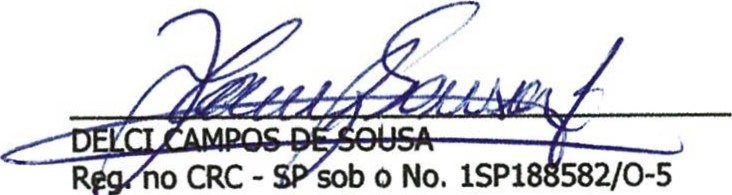 DELCI CAMPOS DE SOUSA
Reg. no CRC - SP sob o No. 1SP188582/O-5